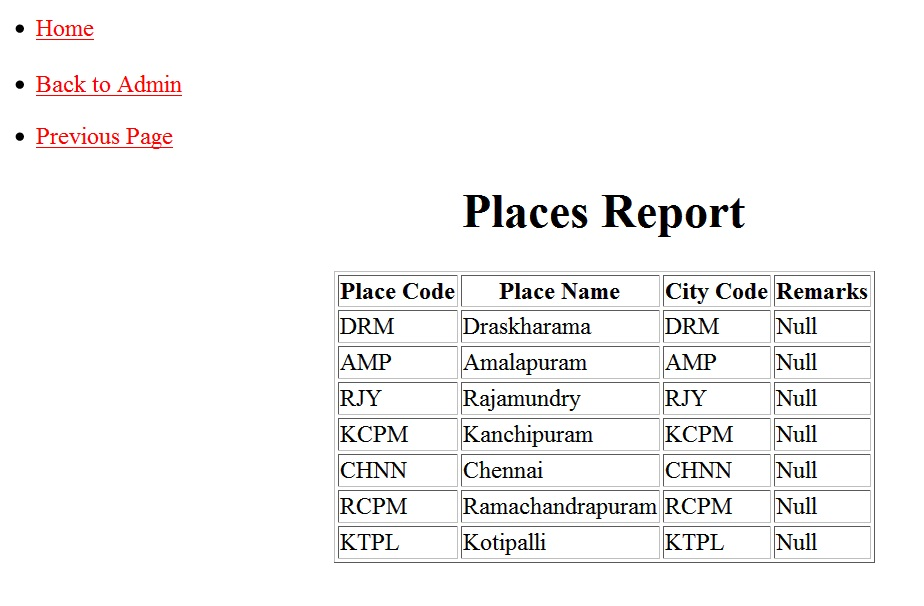 Home
Back to Admin
Previous Page
Places Report
Place Code Place Name City Code Remarks
DRM Draskharama DRM Null
AMP Amalapuram AMP Null
RJY Rajamundry RJY Null
KCPM Kanchipuram KCPM Null
CHNN Chennai CHNN Null
RCPM Ramachandrapuram RCPM Null
KTPL Kotipalli KTPL Null